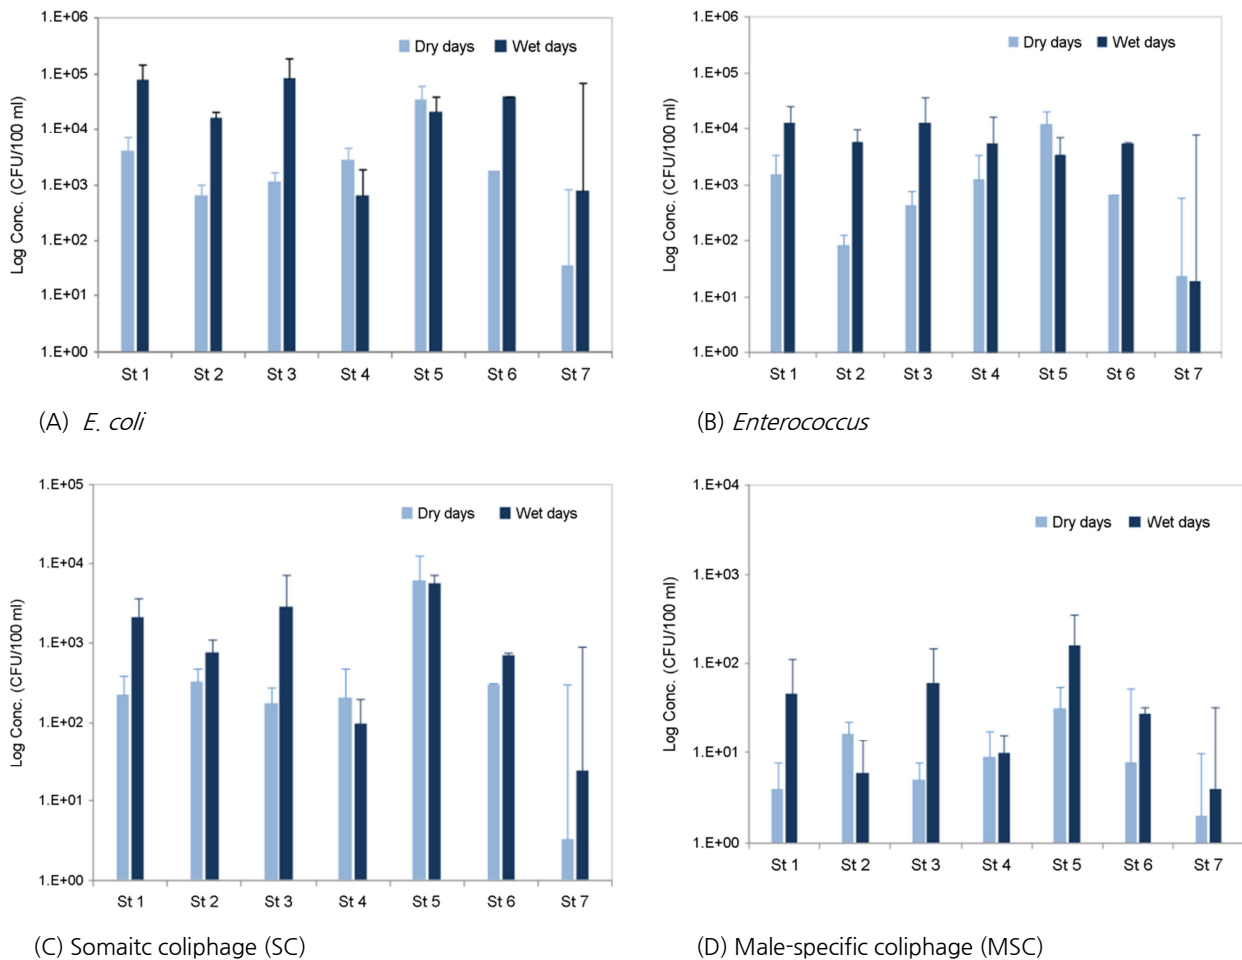 1.E+06
1.E+05
1.E+04
1.E+03
1.E+02
1.E+01
1.E+00
Log Conc. (CFU/100 ml)
Dry days Wet days
St 1 St 2 St 3 St 4 St 5 St 6 St 7
(A) E. coli
1.E+06
1.E+05
1.E+04
1.E+03
1.E+02
1.E+01
1.E+00
Log Conc. (CFU/100 ml)
Dry days Wet days
St 1 St 2 St 3 St 4 St 5 St 6 St 7
(B) Enterococcus
1.E+05
1.E+04
1.E+03
1.E+02
1.E+01
1.E+00
Log Conc. (CFU/100 ml)
Dry days Wet days
St 1 St 2 St 3 St 4 St 5 St 6 St 7
(C) Somaitc coliphage (SC)
1.E+04
1.E+03
1.E+02
1.E+01
1.E+00
Log Conc. (CFU/100 ml)
Dry days Wet days
St 1 St 2 St 3 St 4 St 5 St 6 St 7
(D) Male-specific coliphage (MSC)